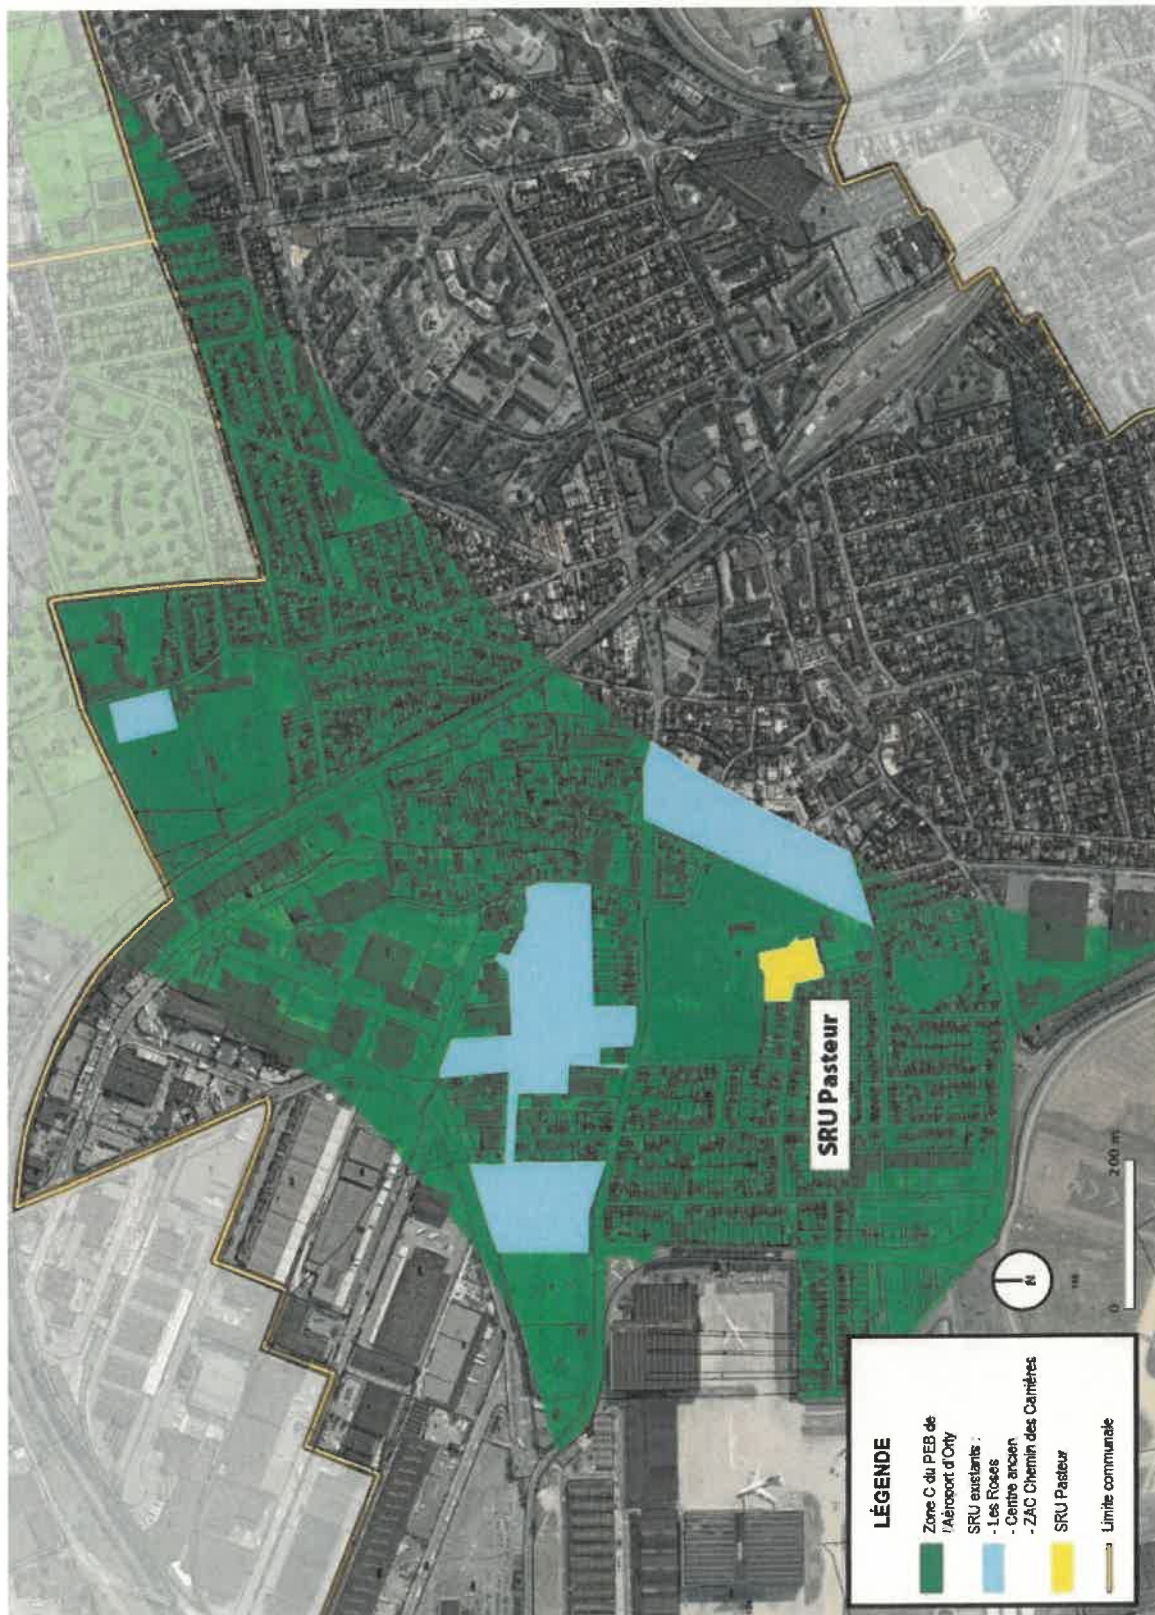 SRU Pasteur
N
0
200 m
LÉGENDE
Zone C du PEB de
l'Aéroport d'Orly
SRU existants :
- Les Roses
- Centre ancien
- ZAC Chemin des Carrières
SRU Pasteur
Limite communale